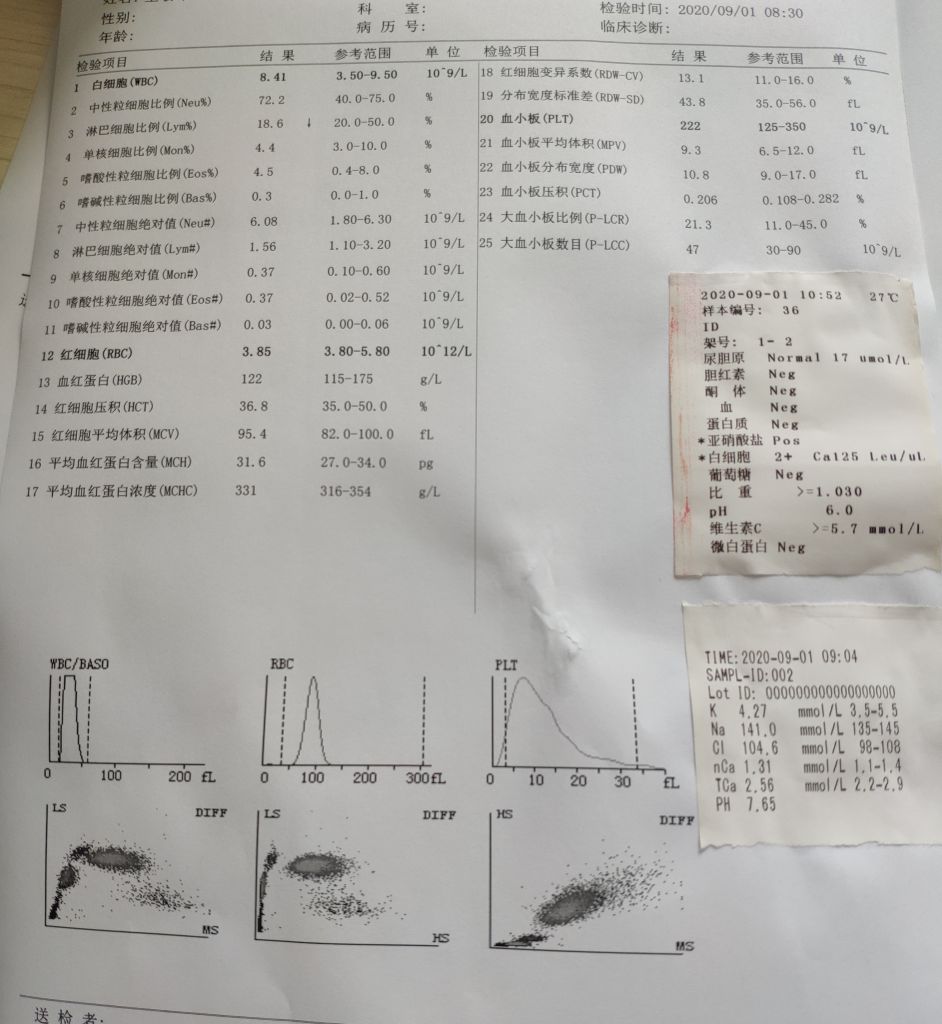 性别:
年龄:
科 室:
病 历 号:
检验时间: 2020/09/01 08:30
临床诊断:
检验项目 结 果 参考范围 单 位
1 白细胞(WBC) 8.41 3.50-9.50 10^9/L
2 中性粒细胞比例(Neu%) 72.2 40.0-75.0 %
3 淋巴细胞比例(Lym%) 18.6 ↓ 20.0-50.0 %
4 单核细胞比例(Mon%) 4.4 3.0-10.0 %
5 嗜酸性粒细胞比例(Eos%) 4.5 0.4-8.0 %
6 嗜碱性粒细胞比例(Bas%) 0.3 0.0-1.0 %
7 中性粒细胞绝对值(Neu#) 6.08 1.80-6.30 10^9/L
8 淋巴细胞绝对值(Lym#) 1.56 1.10-3.20 10^9/L
9 单核细胞绝对值(Mon#) 0.37 0.10-0.60 10^9/L
10 嗜酸性粒细胞绝对值(Eos#) 0.37 0.02-0.52 10^9/L
11 嗜碱性粒细胞绝对值(Bas#) 0.03 0.00-0.06 10^9/L
12 红细胞(RBC) 3.85 3.80-5.80 10^12/L
13 血红蛋白(HGB) 122 115-175 g/L
14 红细胞压积(HCT) 36.8 35.0-50.0 %
15 红细胞平均体积(MCV) 95.4 82.0-100.0 fL
16 平均血红蛋白含量(MCH) 31.6 27.0-34.0 pg
17 平均血红蛋白浓度(MCHC) 331 316-354 g/L
检验项目 结 果 参考范围 单 位
18 红细胞变异系数(RDW-CV) 13.1 11.0-16.0 %
19 分布宽度标准差(RDW-SD) 43.8 35.0-56.0 fL
20 血小板(PLT) 222 125-350 10^9/L
21 血小板平均体积(MPV) 9.3 6.5-12.0 fL
22 血小板分布宽度(PDW) 10.8 9.0-17.0 fL
23 血小板压积(PCT) 0.206 0.108-0.282 %
24 大血小板比例(P-LCR) 21.3 11.0-45.0 %
25 大血小板数目(P-LCC) 47 30-90 10^9/L
2020-09-01 10:52 27℃
样本编号: 36
ID
架号: 1- 2
尿胆原 Normal 17 umol/L
胆红素 Neg
酮 体 Neg
血 Neg
蛋白质 Neg
*亚硝酸盐 Pos
*白细胞 2+ Ca125 Leu/uL
葡萄糖 Neg
比 重 >=1.030
pH 6.0
维生素C >=5.7 mmol/L
微白蛋白 Neg
TIME:2020-09-01 09:04
SAMPL-ID:002
Lot ID: 000000000000000000
K 4.27 mmol/L 3.5-5.5
Na 141.0 mmol/L 135-145
Cl 104.6 mmol/L 98-108
nCa 1.31 mmol/L 1.1-1.4
TCa 2.56 mmol/L 2.2-2.9
PH 7.65
WBC/BASO
0 100 200 fL
RBC
0 100 200 300fL
PLT
0 10 20 30 fL
LS DIFF
MS
LS DIFF
HS
HS DIFF
MS
送 检 者: